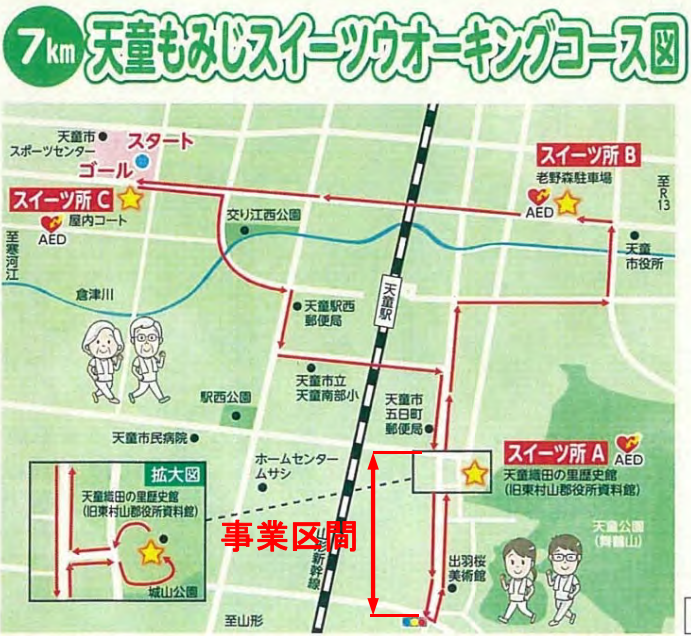 7km 天童もみじスイーツウオーキングコース図
天童市
スポーツセンター
スタート
ゴール
スイーツ所 C
屋内コート
AED
至寒河江
倉津川
交り江西公園
スイーツ所 B
老野森駐車場
AED
至R13
天童
市役所
天童駅
天童駅西
郵便局
天童市立
天童南部小
駅西公園
天童市民病院
天童市
五日町
郵便局
ホームセンター
ムサシ
スイーツ所 A
AED
天童織田の里歴史館
(旧東村山郡役所資料館)
拡大図
天童織田の里歴史館
(旧東村山郡役所資料館)
城山公園
事業区間
山形新幹線
天童公園
(舞鶴山)
出羽桜
美術館
至山形